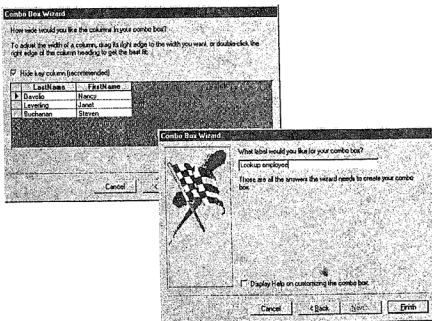 Combo Box Wizard
How wide would you like the columns in your combo box?
To adjust the width of a column, drag its right edge to the width you want, or double-click the
right edge of the column heading to get the best fit.
Hide key column (recommended)
LastName FirstName
Davolio Nancy
Leverling Janet
Buchanan Steven
Cancel <
Combo Box Wizard
What label would you like for your combo box?
Lookup employee
Those are all the answers the wizard needs to create your combo
box.
Display Help on customizing the combo box.
Cancel < Back Next > Finish